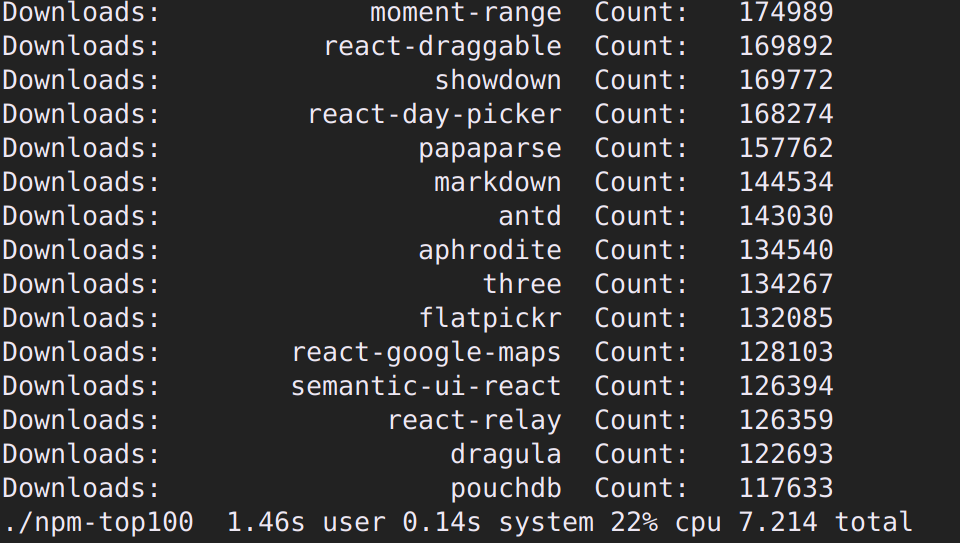 Downloads: moment-range Count: 174989
Downloads: react-draggable Count: 169892
Downloads: showdown Count: 169772
Downloads: react-day-picker Count: 168274
Downloads: papaparse Count: 157762
Downloads: markdown Count: 144534
Downloads: antd Count: 143030
Downloads: aphrodite Count: 134540
Downloads: three Count: 134267
Downloads: flatpickr Count: 132085
Downloads: react-google-maps Count: 128103
Downloads: semantic-ui-react Count: 126394
Downloads: react-relay Count: 126359
Downloads: dragula Count: 122693
Downloads: pouchdb Count: 117633
./npm-top100 1.46s user 0.14s system 22% cpu 7.214 total